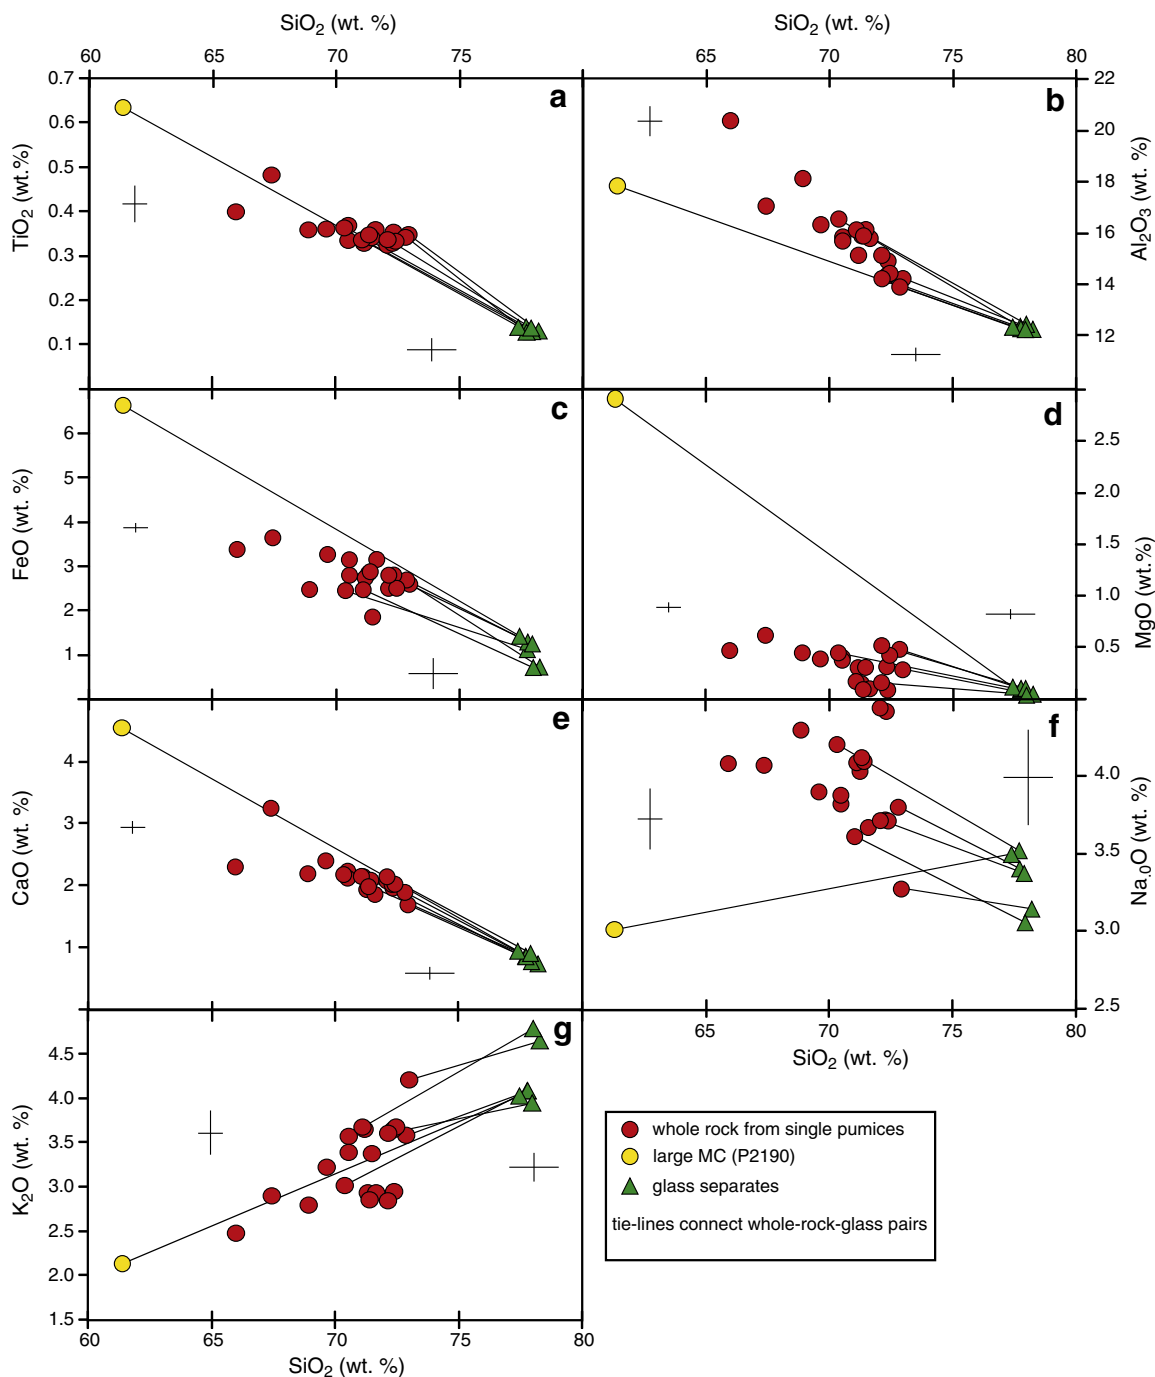 SiO2 (wt. %)
SiO2 (wt. %)
60 65 70 75
65 70 75 80
0.7
0.6
0.5
0.4
0.3
0.2
0.1
TiO2 (wt.%)
a
b
22
20
18
16
14
12
Al2O3 (wt.%)
6
5
4
3
2
1
FeO (wt. %)
c
d
2.5
2.0
1.5
1.0
0.5
MgO (wt.%)
4
3
2
1
CaO (wt. %)
e
f
4.0
3.5
3.0
2.5
Na.0O (wt. %)
65 70 75 80
SiO2 (wt. %)
4.5
4.0
3.5
3.0
2.5
2.0
1.5
K2O (wt. %)
g
60 65 70 75 80
SiO2 (wt. %)
whole rock from single pumices
large MC (P2190)
glass separates
tie-lines connect whole-rock-glass pairs